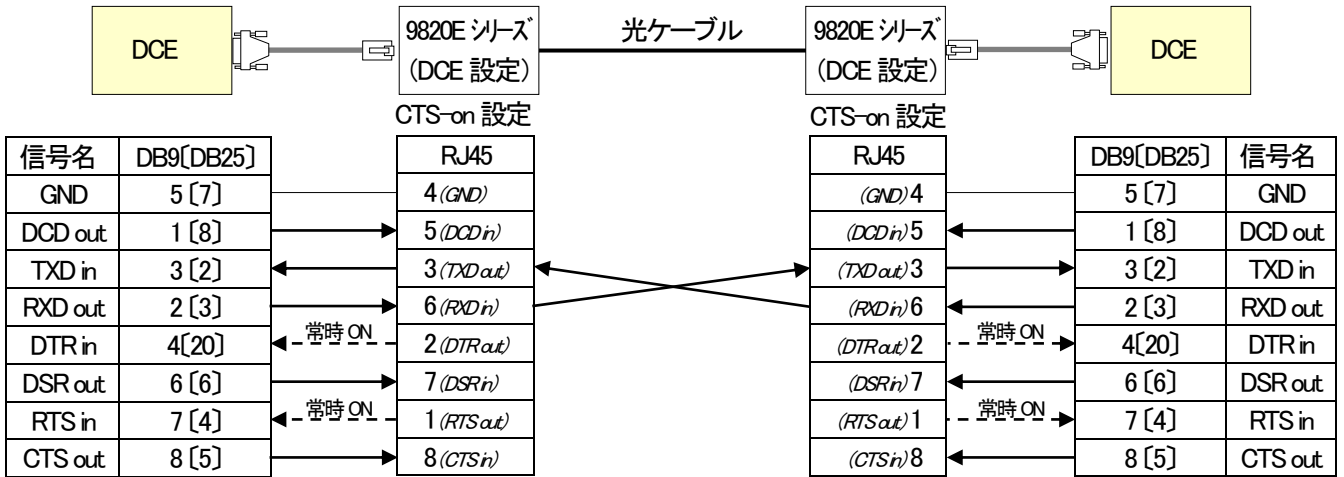 DCE
9820E シリーズ
(DCE 設定)
光ケーブル
9820E シリーズ
(DCE 設定)
DCE
CTS-on 設定
CTS-on 設定
信号名 DB9[DB25] RJ45 RJ45 DB9[DB25] 信号名
GND 5 [7] 4 (GND) (GND) 4 5 [7] GND
DCD out 1 [8] 5 (DCD in) (DCD in) 5 1 [8] DCD out
TXD in 3 [2] 3 (TXD out) (TXD out) 3 3 [2] TXD in
RXD out 2 [3] 6 (RXD in) (RXD in) 6 2 [3] RXD out
DTR in 4[20] 常時 ON 2 (DTR out) (DTR out) 2 常時 ON 4[20] DTR in
DSR out 6 [6] 7 (DSR in) (DSR in) 7 6 [6] DSR out
RTS in 7 [4] 常時 ON 1 (RTS out) (RTS out) 1 常時 ON 7 [4] RTS in
CTS out 8 [5] 8 (CTS in) (CTS in) 8 8 [5] CTS out